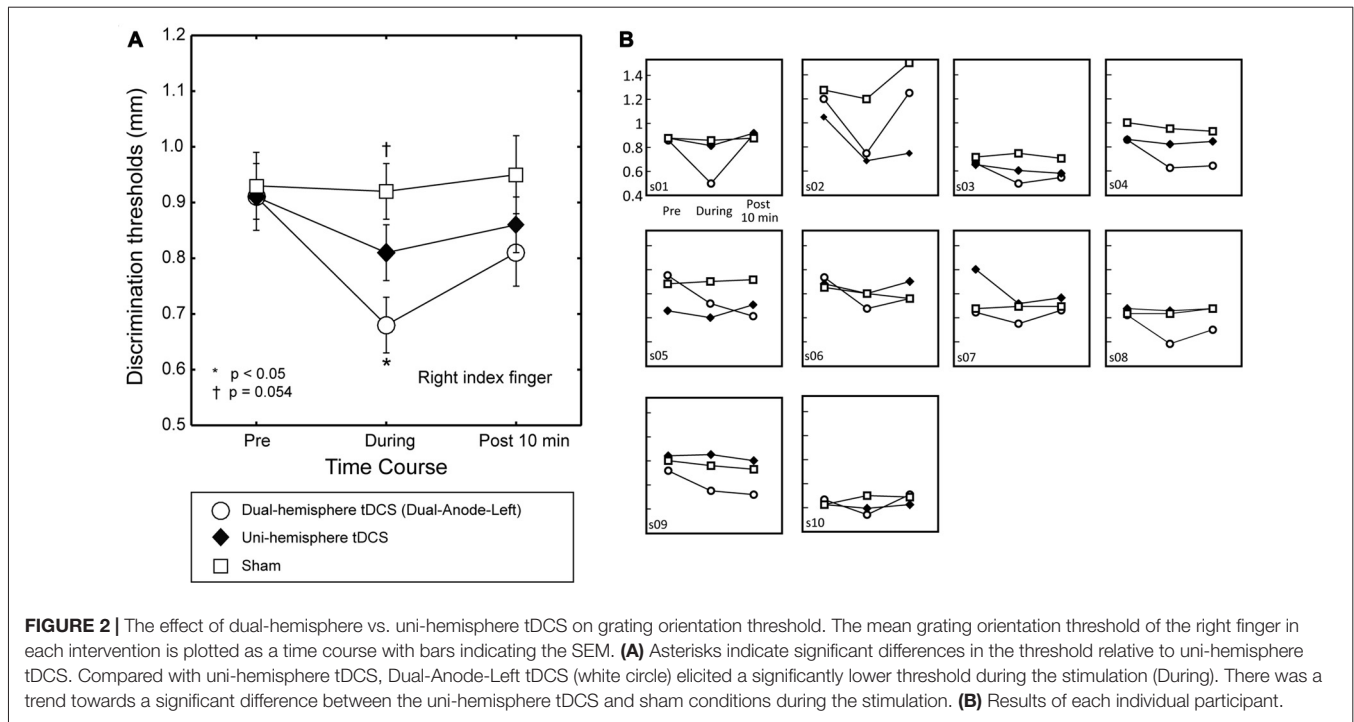 A
1.2
1.1
1.0
0.9
0.8
0.7
0.6
0.5
Discrimination thresholds (mm)
†
*
* p < 0.05
† p = 0.054
Right index finger
Pre During Post 10 min
Time Course
Dual-hemisphere tDCS (Dual-Anode-Left)
Uni-hemisphere tDCS
Sham
B
1.4
1.2
1
0.8
0.6
0.4
s01
Pre During Post
10 min
s02
s03
s04
s05
s06
s07
s08
s09
s10
FIGURE 2 | The effect of dual-hemisphere vs. uni-hemisphere tDCS on grating orientation threshold. The mean grating orientation threshold of the right finger in
each intervention is plotted as a time course with bars indicating the SEM. (A) Asterisks indicate significant differences in the threshold relative to uni-hemisphere
tDCS. Compared with uni-hemisphere tDCS, Dual-Anode-Left tDCS (white circle) elicited a significantly lower threshold during the stimulation (During). There was a
trend towards a significant difference between the uni-hemisphere tDCS and sham conditions during the stimulation. (B) Results of each individual participant.